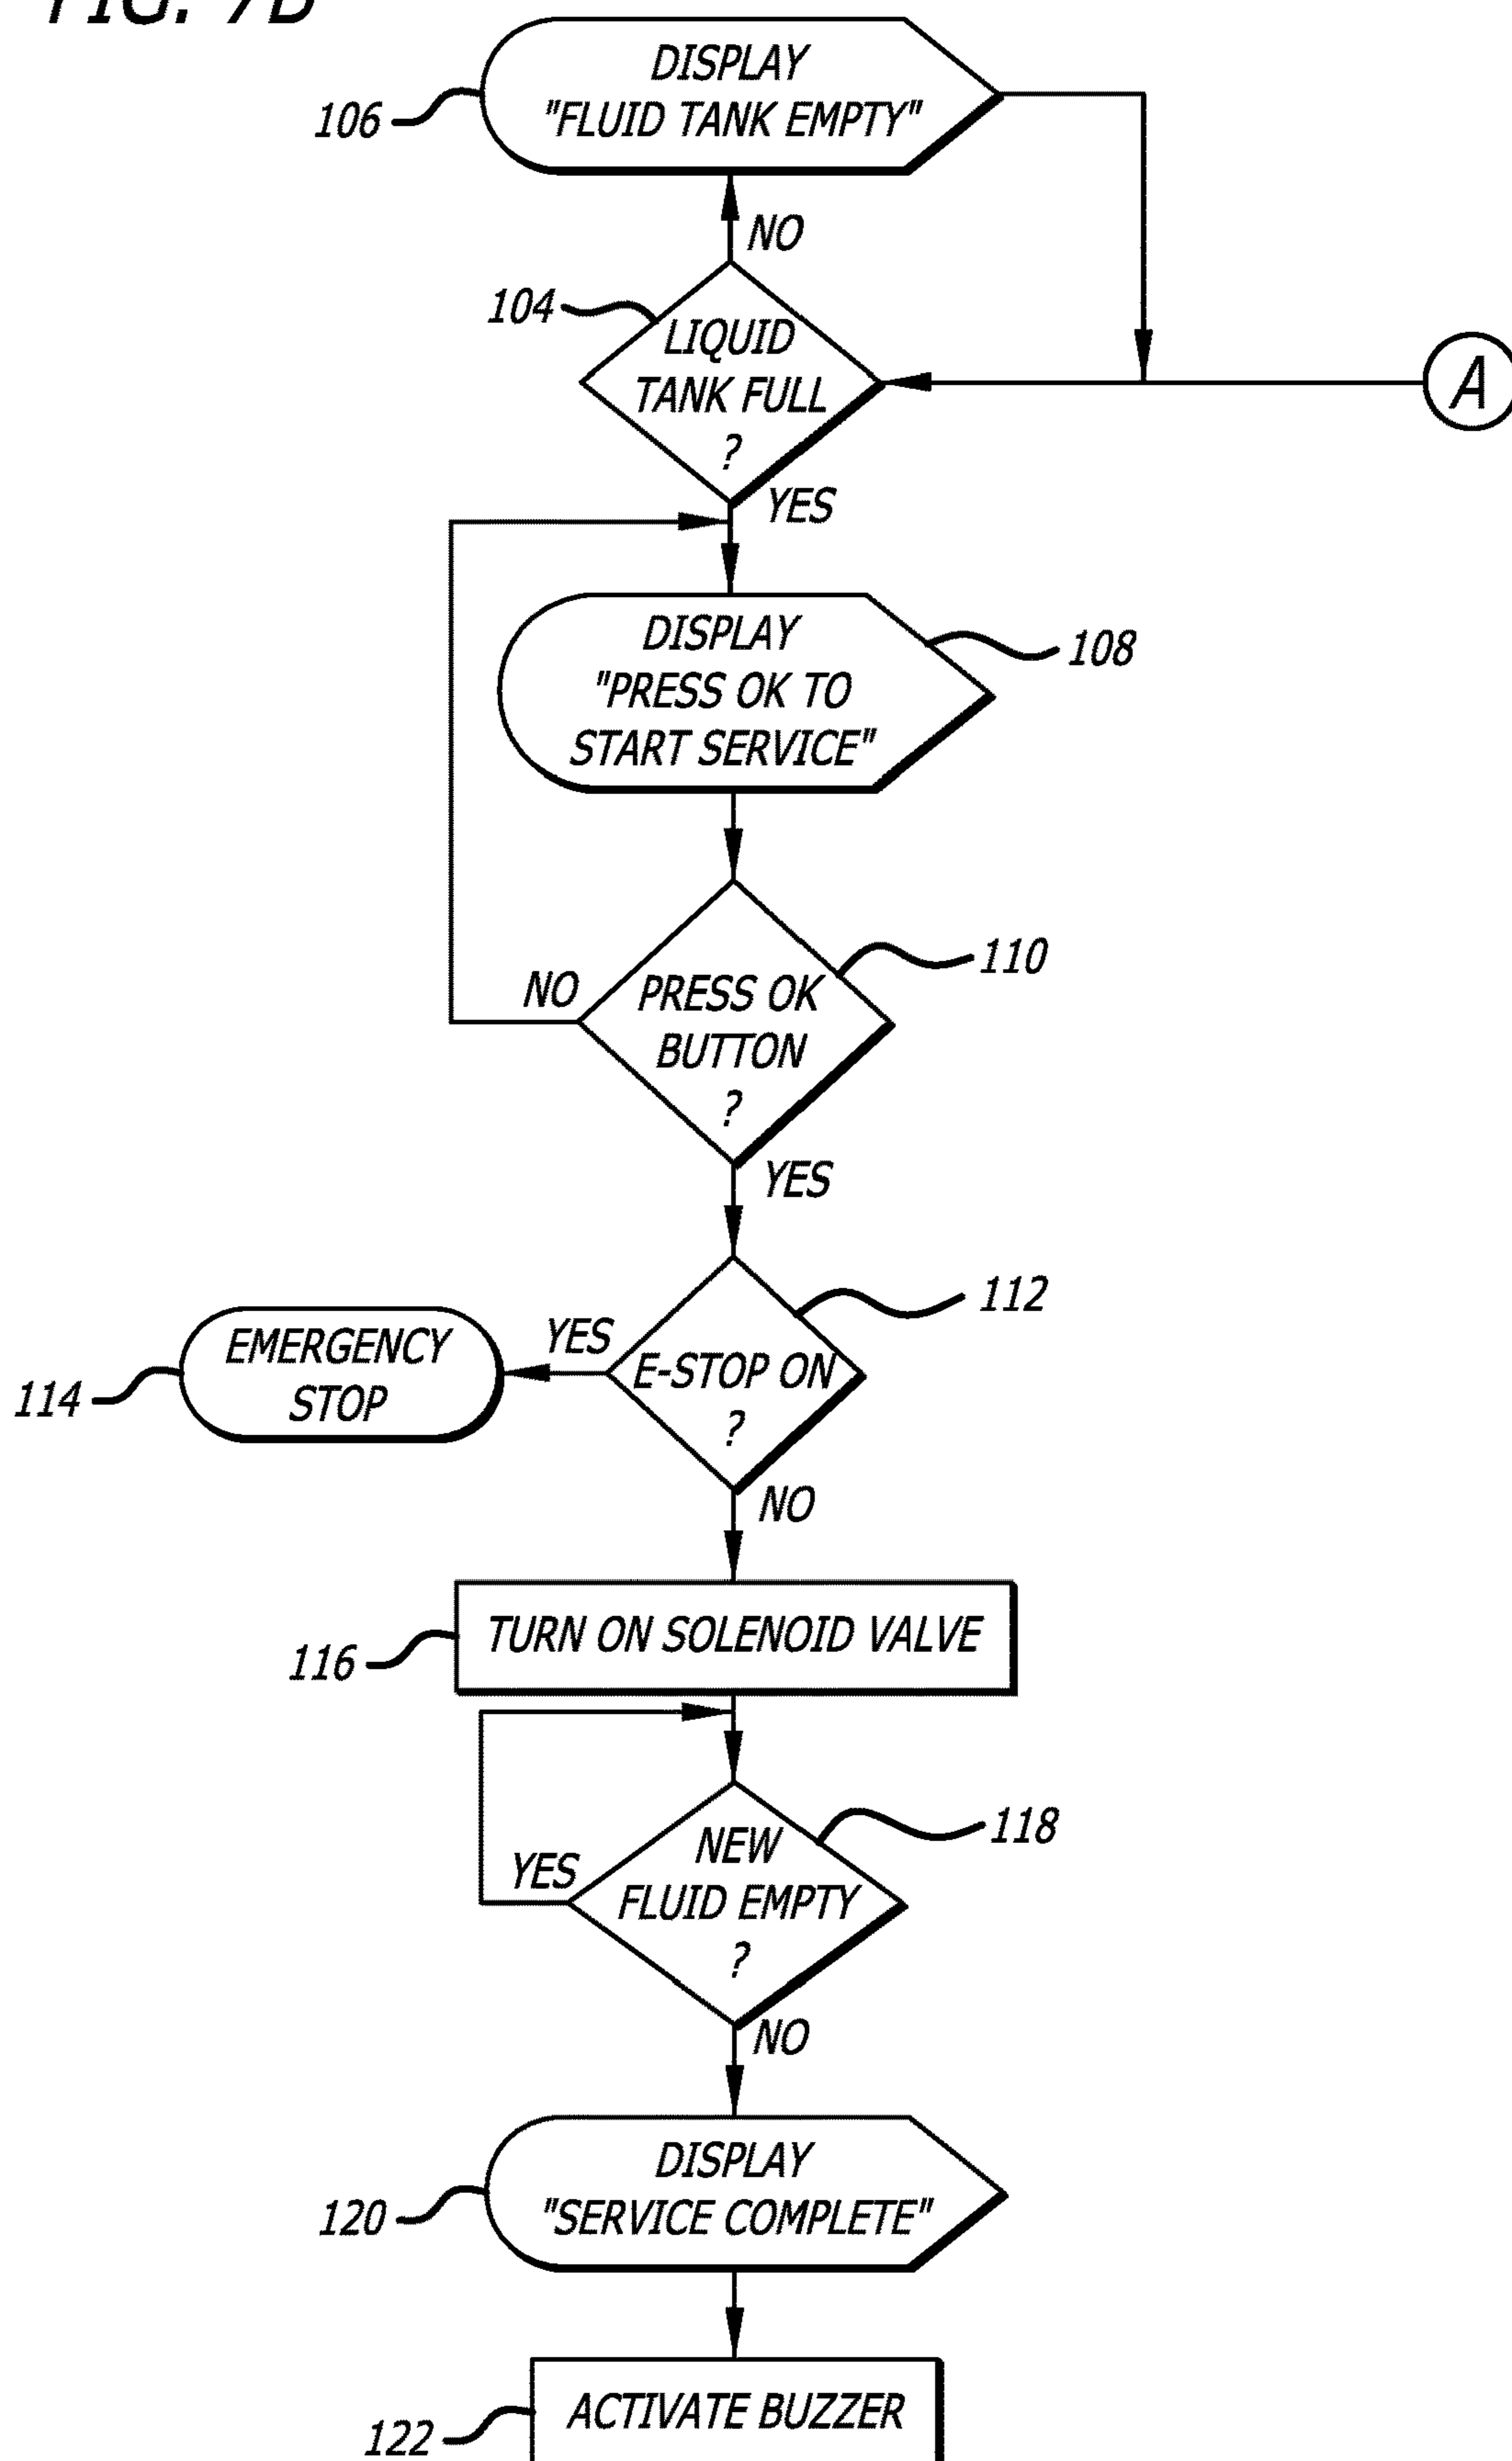 FIG. 7B
DISPLAY
"FLUID TANK EMPTY"
106
NO
104
LIQUID
TANK FULL
?
A
YES
DISPLAY
"PRESS OK TO
START SERVICE"
108
110
NO
PRESS OK
BUTTON
?
YES
112
YES
E-STOP ON
?
EMERGENCY
STOP
114
NO
TURN ON SOLENOID VALVE
116
118
NEW
FLUID EMPTY
?
YES
NO
DISPLAY
"SERVICE COMPLETE"
120
ACTIVATE BUZZER
122